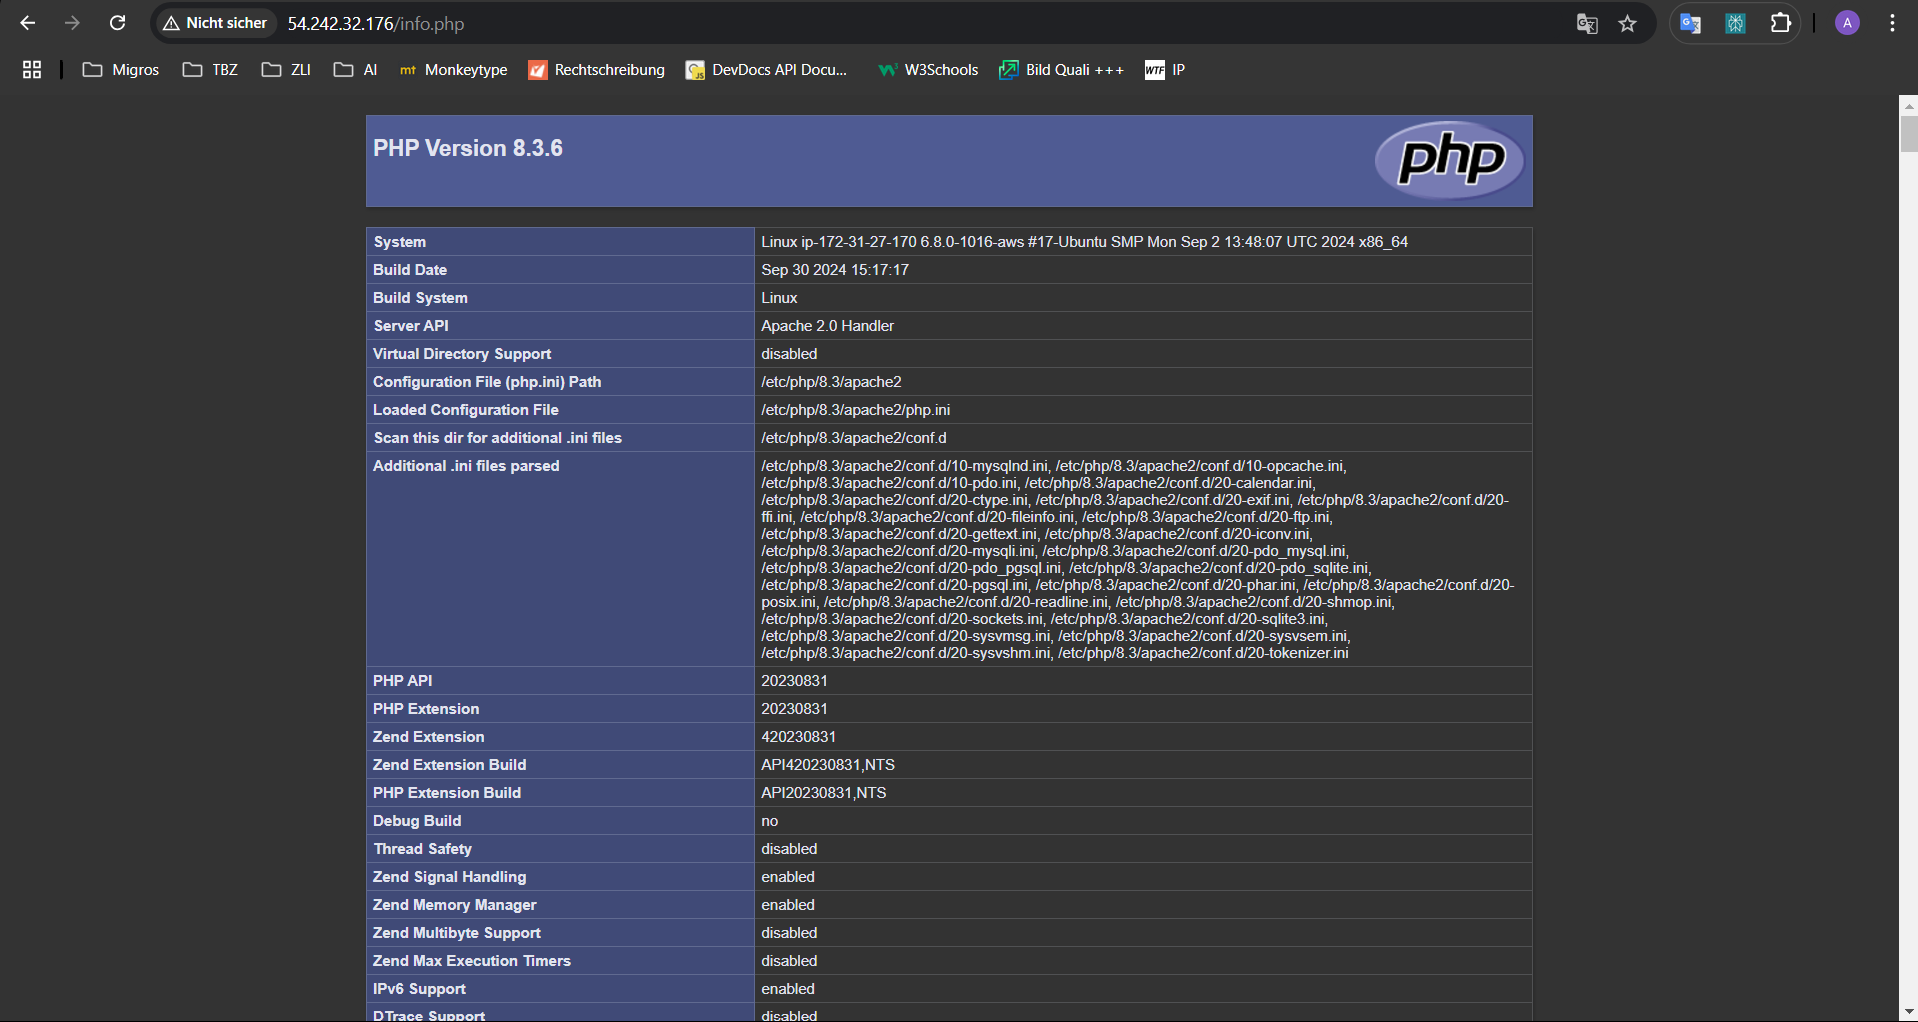 Nicht sicher 54.242.32.176/info.php A
Migros TBZ ZLI AI mt Monkeytype Rechtschreibung DevDocs API Docu... W3Schools Bild Quali +++ WTF IP
PHP Version 8.3.6 php
System Linux ip-172-31-27-170 6.8.0-1016-aws #17-Ubuntu SMP Mon Sep 2 13:48:07 UTC 2024 x86_64
Build Date Sep 30 2024 15:17:17
Build System Linux
Server API Apache 2.0 Handler
Virtual Directory Support disabled
Configuration File (php.ini) Path /etc/php/8.3/apache2
Loaded Configuration File /etc/php/8.3/apache2/php.ini
Scan this dir for additional .ini files /etc/php/8.3/apache2/conf.d
Additional .ini files parsed /etc/php/8.3/apache2/conf.d/10-mysqlnd.ini, /etc/php/8.3/apache2/conf.d/10-opcache.ini,
/etc/php/8.3/apache2/conf.d/10-pdo.ini, /etc/php/8.3/apache2/conf.d/20-calendar.ini,
/etc/php/8.3/apache2/conf.d/20-ctype.ini, /etc/php/8.3/apache2/conf.d/20-exif.ini, /etc/php/8.3/apache2/conf.d/20-
ffi.ini, /etc/php/8.3/apache2/conf.d/20-fileinfo.ini, /etc/php/8.3/apache2/conf.d/20-ftp.ini,
/etc/php/8.3/apache2/conf.d/20-gettext.ini, /etc/php/8.3/apache2/conf.d/20-iconv.ini,
/etc/php/8.3/apache2/conf.d/20-mysqli.ini, /etc/php/8.3/apache2/conf.d/20-pdo_mysql.ini,
/etc/php/8.3/apache2/conf.d/20-pdo_pgsql.ini, /etc/php/8.3/apache2/conf.d/20-pdo_sqlite.ini,
/etc/php/8.3/apache2/conf.d/20-pgsql.ini, /etc/php/8.3/apache2/conf.d/20-phar.ini, /etc/php/8.3/apache2/conf.d/20-
posix.ini, /etc/php/8.3/apache2/conf.d/20-readline.ini, /etc/php/8.3/apache2/conf.d/20-shmop.ini,
/etc/php/8.3/apache2/conf.d/20-sockets.ini, /etc/php/8.3/apache2/conf.d/20-sqlite3.ini,
/etc/php/8.3/apache2/conf.d/20-sysvmsg.ini, /etc/php/8.3/apache2/conf.d/20-sysvsem.ini,
/etc/php/8.3/apache2/conf.d/20-sysvshm.ini, /etc/php/8.3/apache2/conf.d/20-tokenizer.ini
PHP API 20230831
PHP Extension 20230831
Zend Extension 420230831
Zend Extension Build API420230831,NTS
PHP Extension Build API20230831,NTS
Debug Build no
Thread Safety disabled
Zend Signal Handling enabled
Zend Memory Manager enabled
Zend Multibyte Support disabled
Zend Max Execution Timers disabled
IPv6 Support enabled
DTrace Support disabled